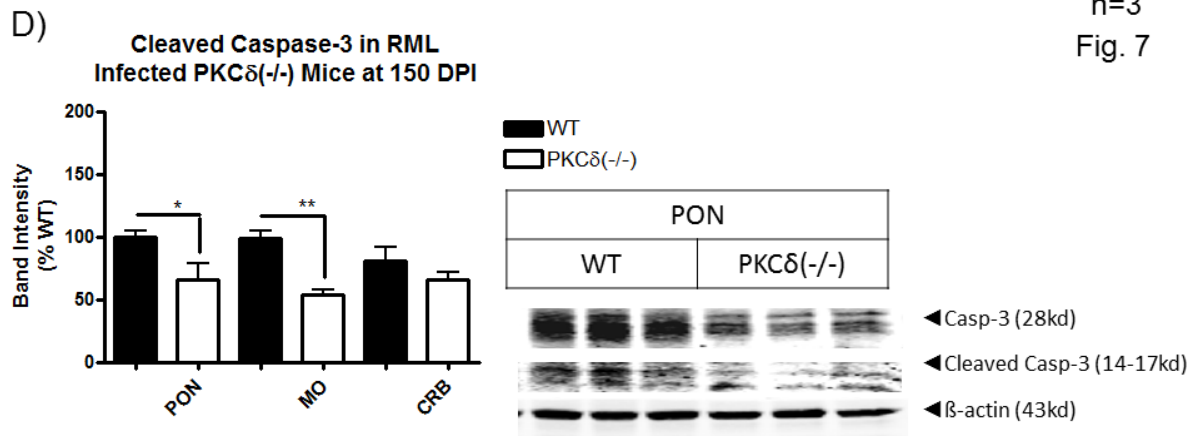 D)
n=3
Fig. 7
Cleaved Caspase-3 in RML
Infected PKCδ(-/-) Mice at 150 DPI
200
150
100
50
0
Band Intensity
(% WT)
*
**
PON
MO
CRB
WT
PKCδ(-/-)
PON
WT PKCδ(-/-)
◄Casp-3 (28kd)
◄Cleaved Casp-3 (14-17kd)
◄ß-actin (43kd)